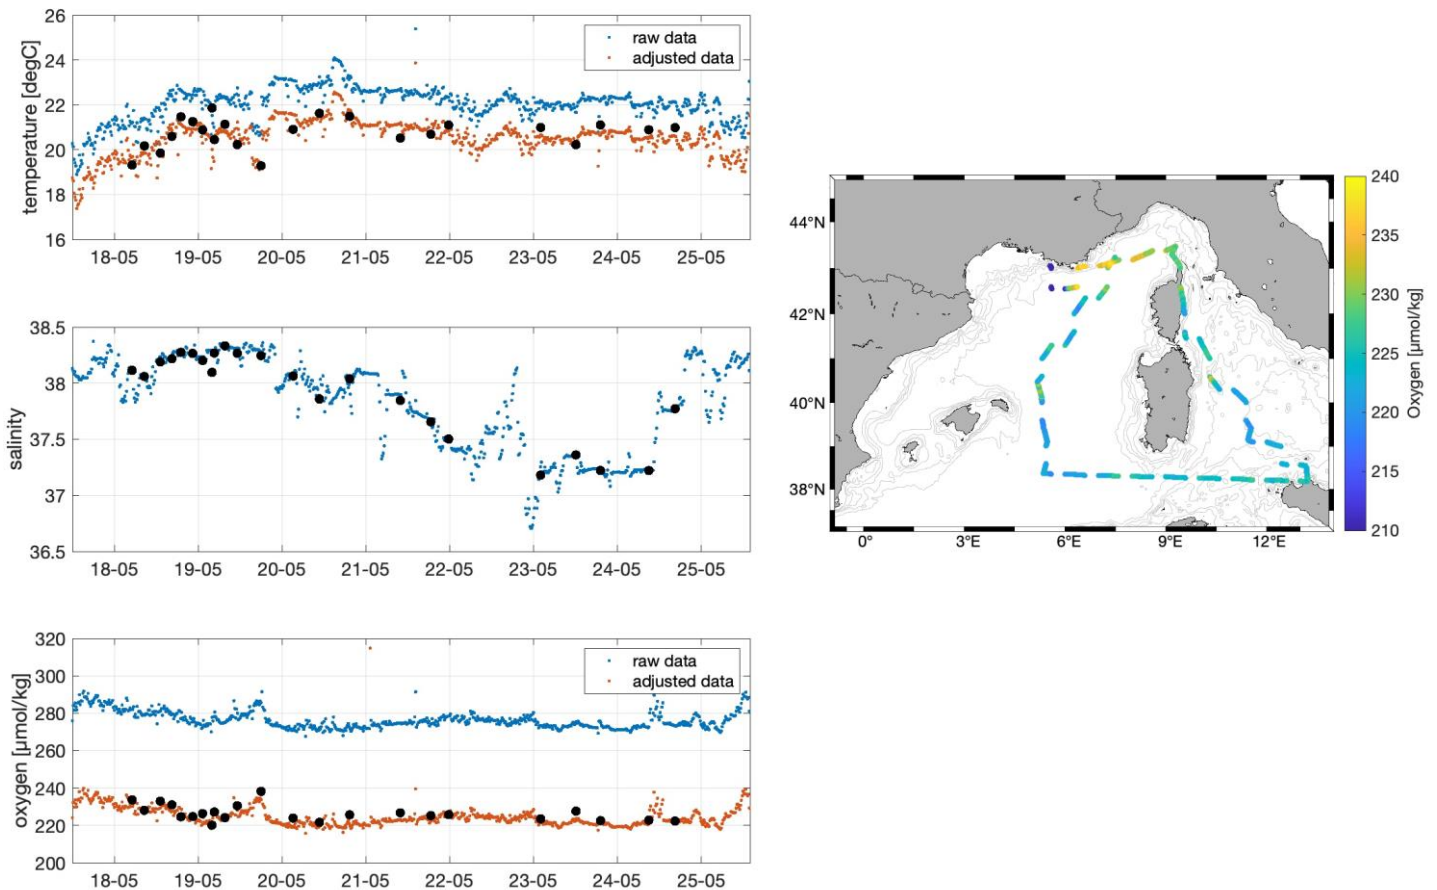 26
24
22
20
18
16
temperature [degC]
raw data
adjusted data
18-05 19-05 20-05 21-05 22-05 23-05 24-05 25-05
38.5
38
37.5
37
36.5
salinity
18-05 19-05 20-05 21-05 22-05 23-05 24-05 25-05
320
300
280
260
240
220
200
oxygen [µmol/kg]
raw data
adjusted data
18-05 19-05 20-05 21-05 22-05 23-05 24-05 25-05
44°N
42°N
40°N
38°N
0° 3°E 6°E 9°E 12°E
240
235
230
225
220
215
210
Oxygen [µmol/kg]